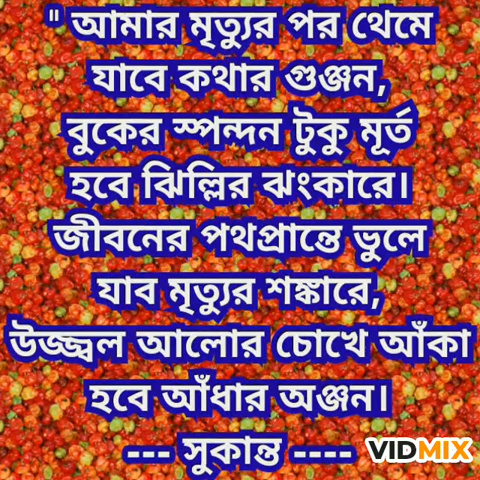 " আমার মৃত্যুর পর থেমে
যাবে কথার গুঞ্জন,
বুকের স্পন্দন টুকু মূর্ত
হবে ঝিল্লির ঝংকারে।
জীবনের পথপ্রান্তে ভুলে
যাব মৃত্যুর শঙ্কারে,
উজ্জ্বল আলোর চোখে আঁকা
হবে আঁধার অঞ্জন।
--- সুকান্ত ----
VIDMIX